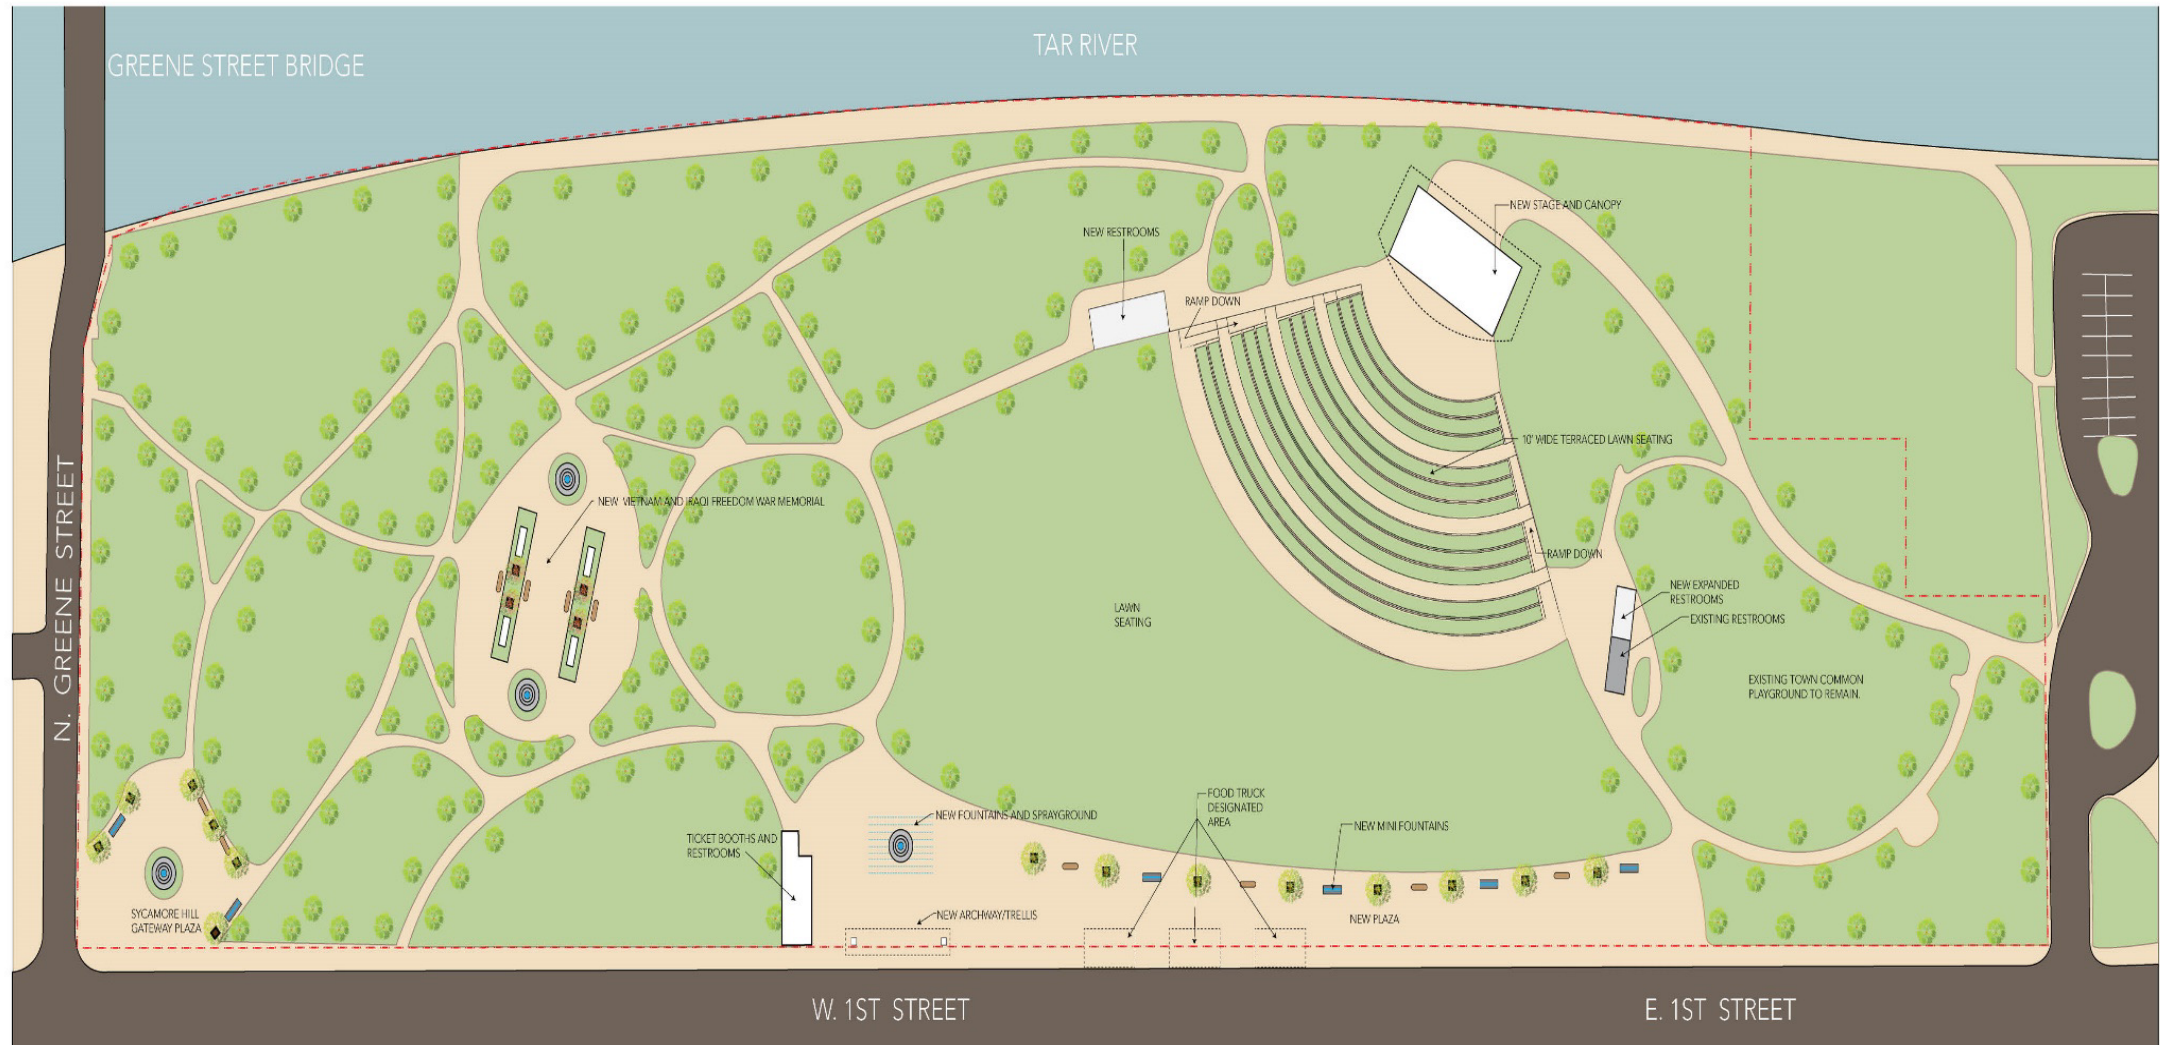 TAR RIVER
GREENE STREET BRIDGE
NEW STAGE AND CANOPY
NEW RESTROOMS
RAMP DOWN
10' WIDE TERRACED LAWN SEATING
NEW VIETNAM AND IRAQI FREEDOM WAR MEMORIAL
N. GREENE STREET
RAMP DOWN
NEW EXPANDED
RESTROOMS
EXISTING RESTROOMS
LAWN
SEATING
EXISTING TOWN COMMON
PLAYGROUND TO REMAIN.
FOOD TRUCK
DESIGNATED
AREA
NEW FOUNTAINS AND SPRAYGROUND
NEW MINI FOUNTAINS
TICKET BOOTHS AND
RESTROOMS
SYCAMORE HILL
GATEWAY PLAZA
NEW ARCHWAY/TRELLIS
NEW PLAZA
W. 1ST STREET
E. 1ST STREET